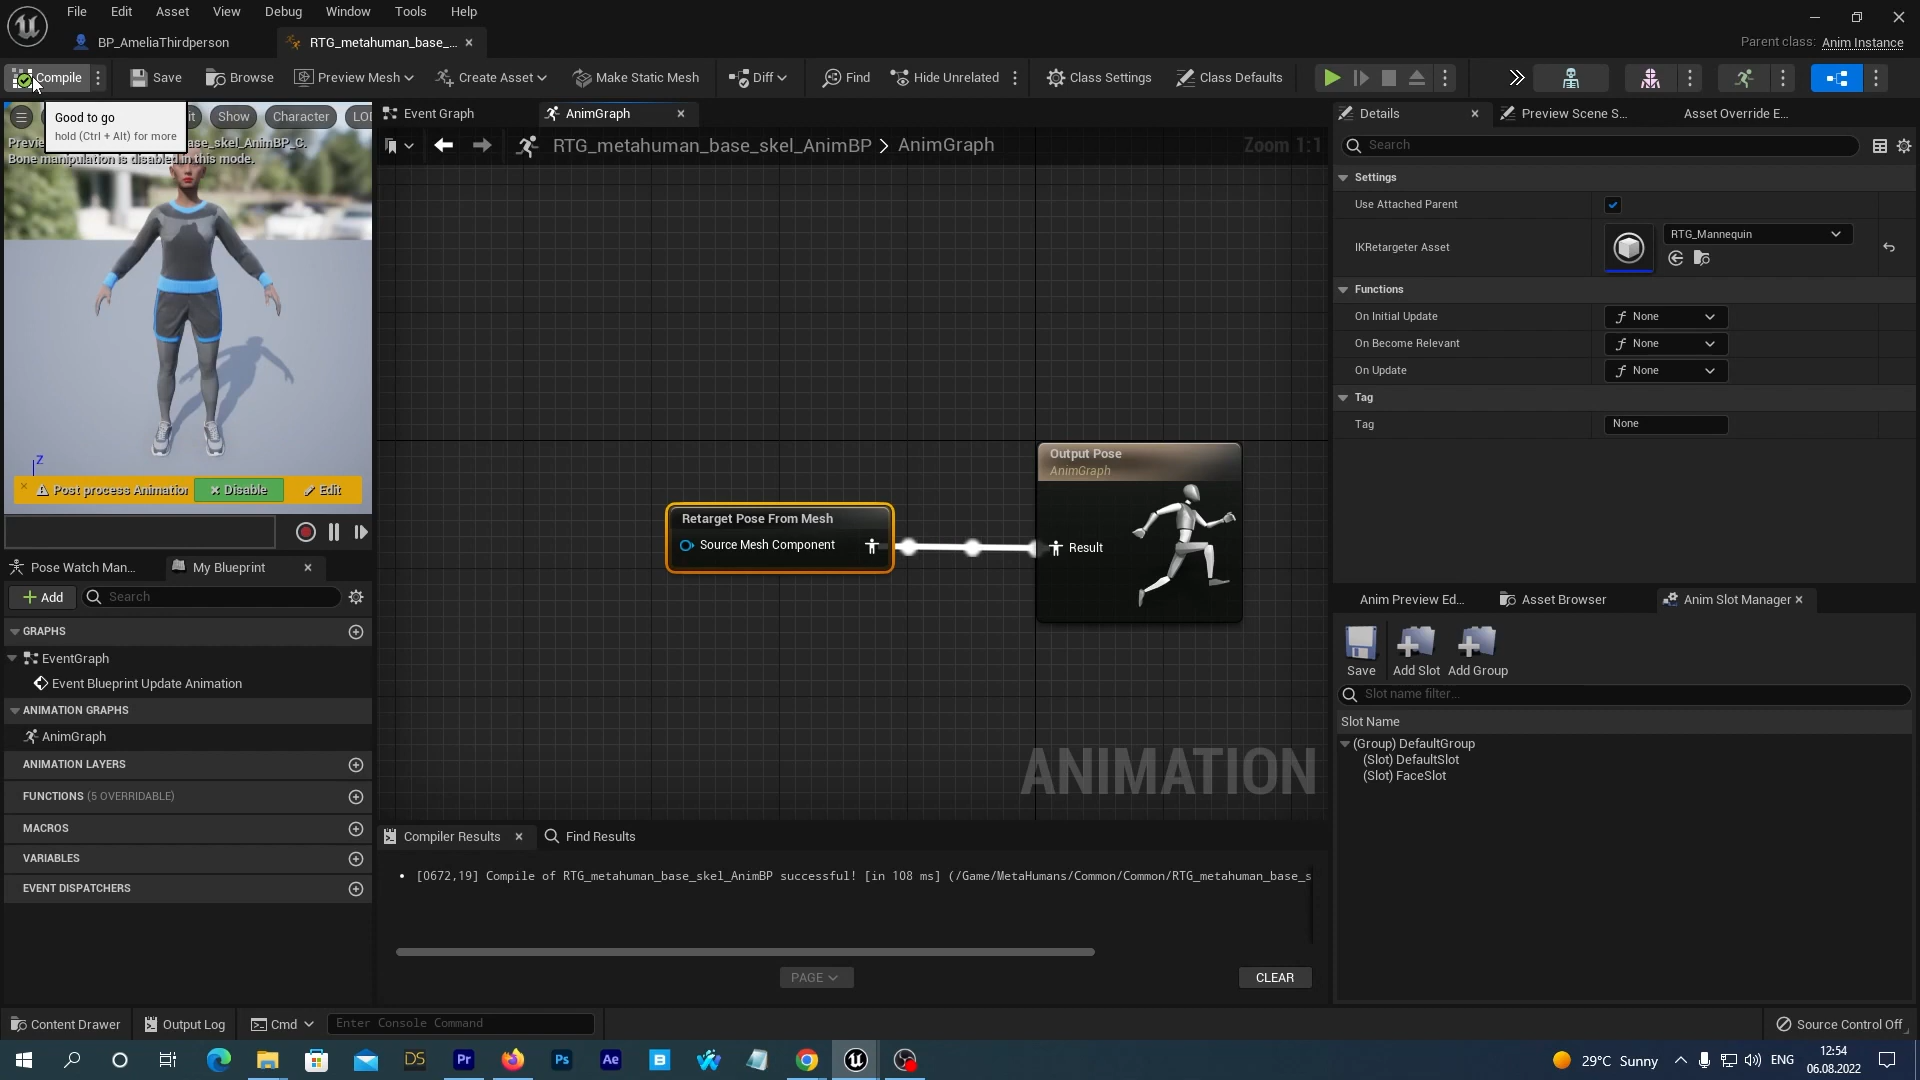 File Edit Asset View Debug Window Tools Help
BP_AmeliaThirdperson
RTG_metahuman_base_...
Parent class: Anim Instance
Compile
Save
Browse
Preview Mesh
Create Asset
Make Static Mesh
Diff
Find
Hide Unrelated
Class Settings
Class Defaults
Good to go
hold (Ctrl + Alt) for more
Show
Character
LO
Previe
ase_skel_AnimBP_C.
Bone manipulation is disabled in this mode.
Post process Animation
Disable
Edit
Event Graph
AnimGraph
RTG_metahuman_base_skel_AnimBP > AnimGraph
Zoom 1:1
Retarget Pose From Mesh
Source Mesh Component
Output Pose
AnimGraph
Result
ANIMATION
Pose Watch Man...
My Blueprint
Add
Search
GRAPHS
EventGraph
Event Blueprint Update Animation
ANIMATION GRAPHS
AnimGraph
ANIMATION LAYERS
FUNCTIONS (5 OVERRIDABLE)
MACROS
VARIABLES
EVENT DISPATCHERS
Compiler Results
Find Results
[0672,19] Compile of RTG_metahuman_base_skel_AnimBP successful! [in 108 ms] (/Game/MetaHumans/Common/Common/RTG_metahuman_base_s
PAGE
CLEAR
Details
Preview Scene S...
Asset Override E...
Search
Settings
Use Attached Parent
IKRetargeter Asset
RTG_Mannequin
Functions
On Initial Update
None
On Become Relevant
None
On Update
None
Tag
Tag
None
Anim Preview Ed...
Asset Browser
Anim Slot Manager
Save
Add Slot
Add Group
Slot name filter...
Slot Name
(Group) DefaultGroup
(Slot) DefaultSlot
(Slot) FaceSlot
Content Drawer
Output Log
Cmd
Enter Console Command
Source Control Off
DS
Pr
Ps
Ae
29°C Sunny
ENG
12:54
06.08.2022